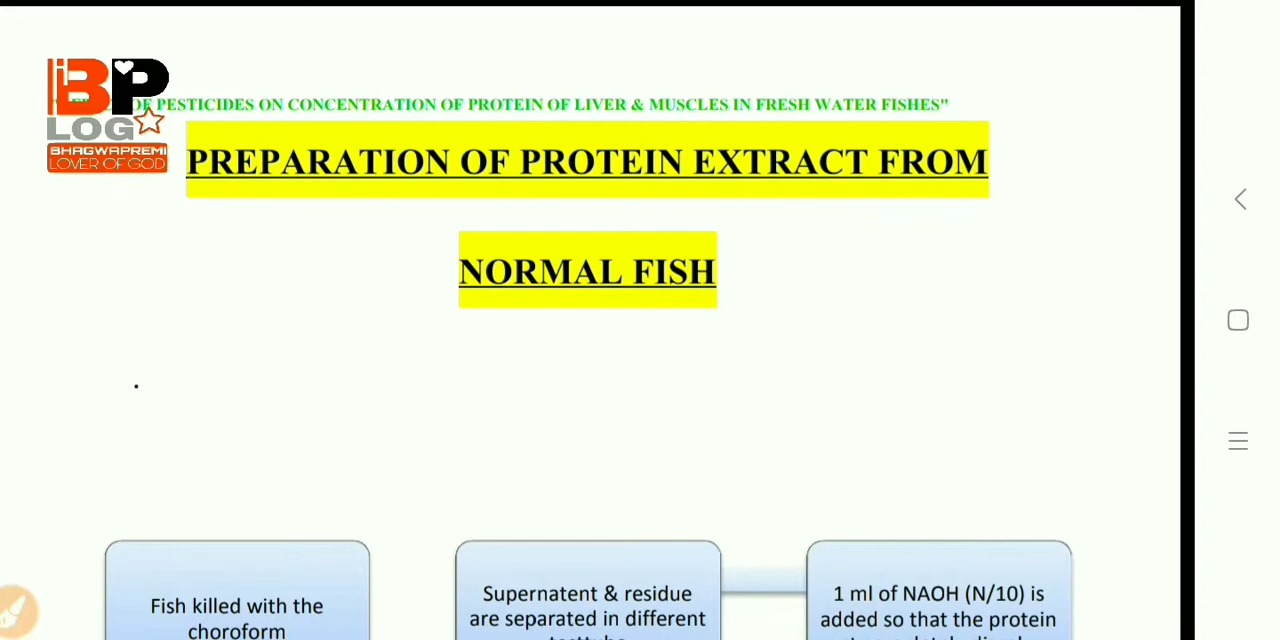 BP
LOG
BHAGWAPREMI
LOVER OF GOD
OF PESTICIDES ON CONCENTRATION OF PROTEIN OF LIVER & MUSCLES IN FRESH WATER FISHES"
PREPARATION OF PROTEIN EXTRACT FROM
NORMAL FISH
.
Fish killed with the
choroform
Supernatent & residue
are separated in different
1 ml of NAOH (N/10) is
added so that the protein